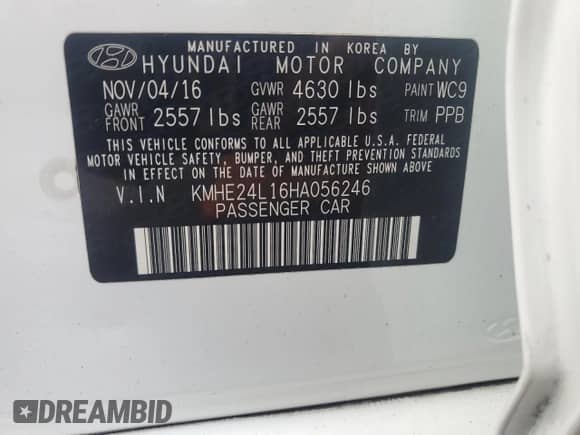 MANUFACTURED IN KOREA BY
HYUNDAI MOTOR COMPANY
NOV/04/16 GVWR 4630 lbs PAINT WC9
GAWR FRONT 2557 lbs GAWR REAR 2557 lbs TRIM PPB
THIS VEHICLE CONFORMS TO ALL APPLICABLE U.S.A. FEDERAL
MOTOR VEHICLE SAFETY, BUMPER, AND THEFT PREVENTION STANDARDS
IN EFFECT ON THE DATE OF MANUFACTURE SHOWN ABOVE
V.I.N KMHE24L16HA056246
PASSENGER CAR
DREAMBID